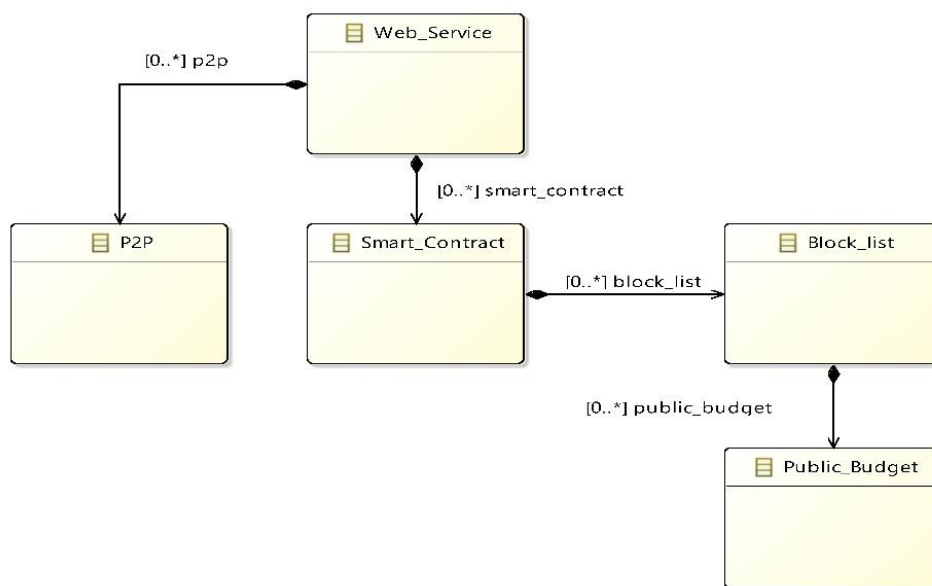 Web_Service
[0..*] p2p
[0..*] smart_contract
P2P
Smart_Contract
Block_list
[0..*] block_list
[0..*] public_budget
Public_Budget